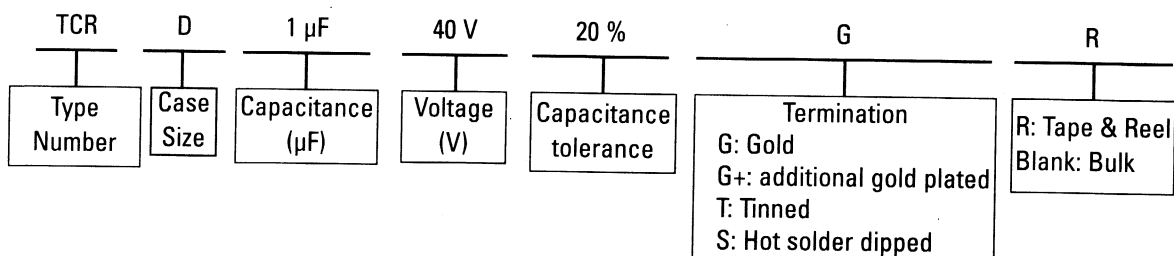 TCR D 1 µF 40 V 20 % G R
Type Number
Case Size
Capacitance (µF)
Voltage (V)
Capacitance tolerance
Termination
G: Gold
G+: additional gold plated
T: Tinned
S: Hot solder dipped
R: Tape & Reel
Blank: Bulk